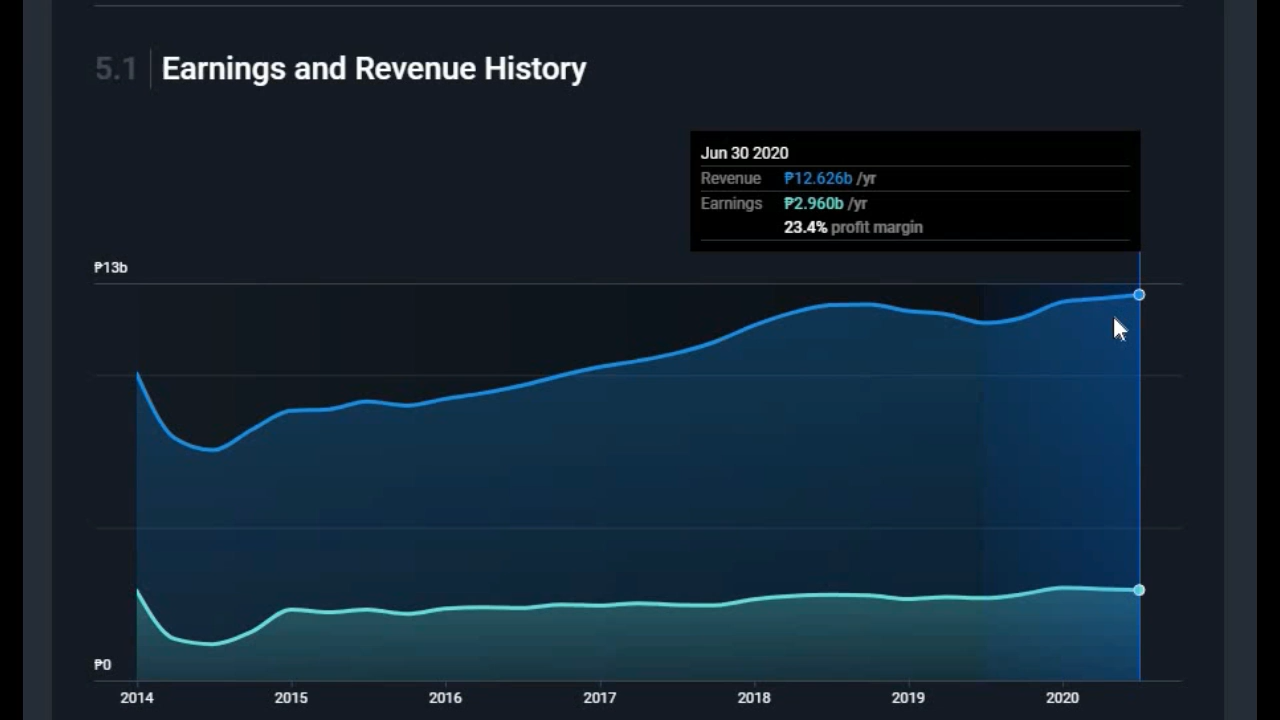 5.1 Earnings and Revenue History
Jun 30 2020
Revenue ₱12.626b /yr
Earnings ₱2.960b /yr
23.4% profit margin
₱13b
₱0
2014 2015 2016 2017 2018 2019 2020